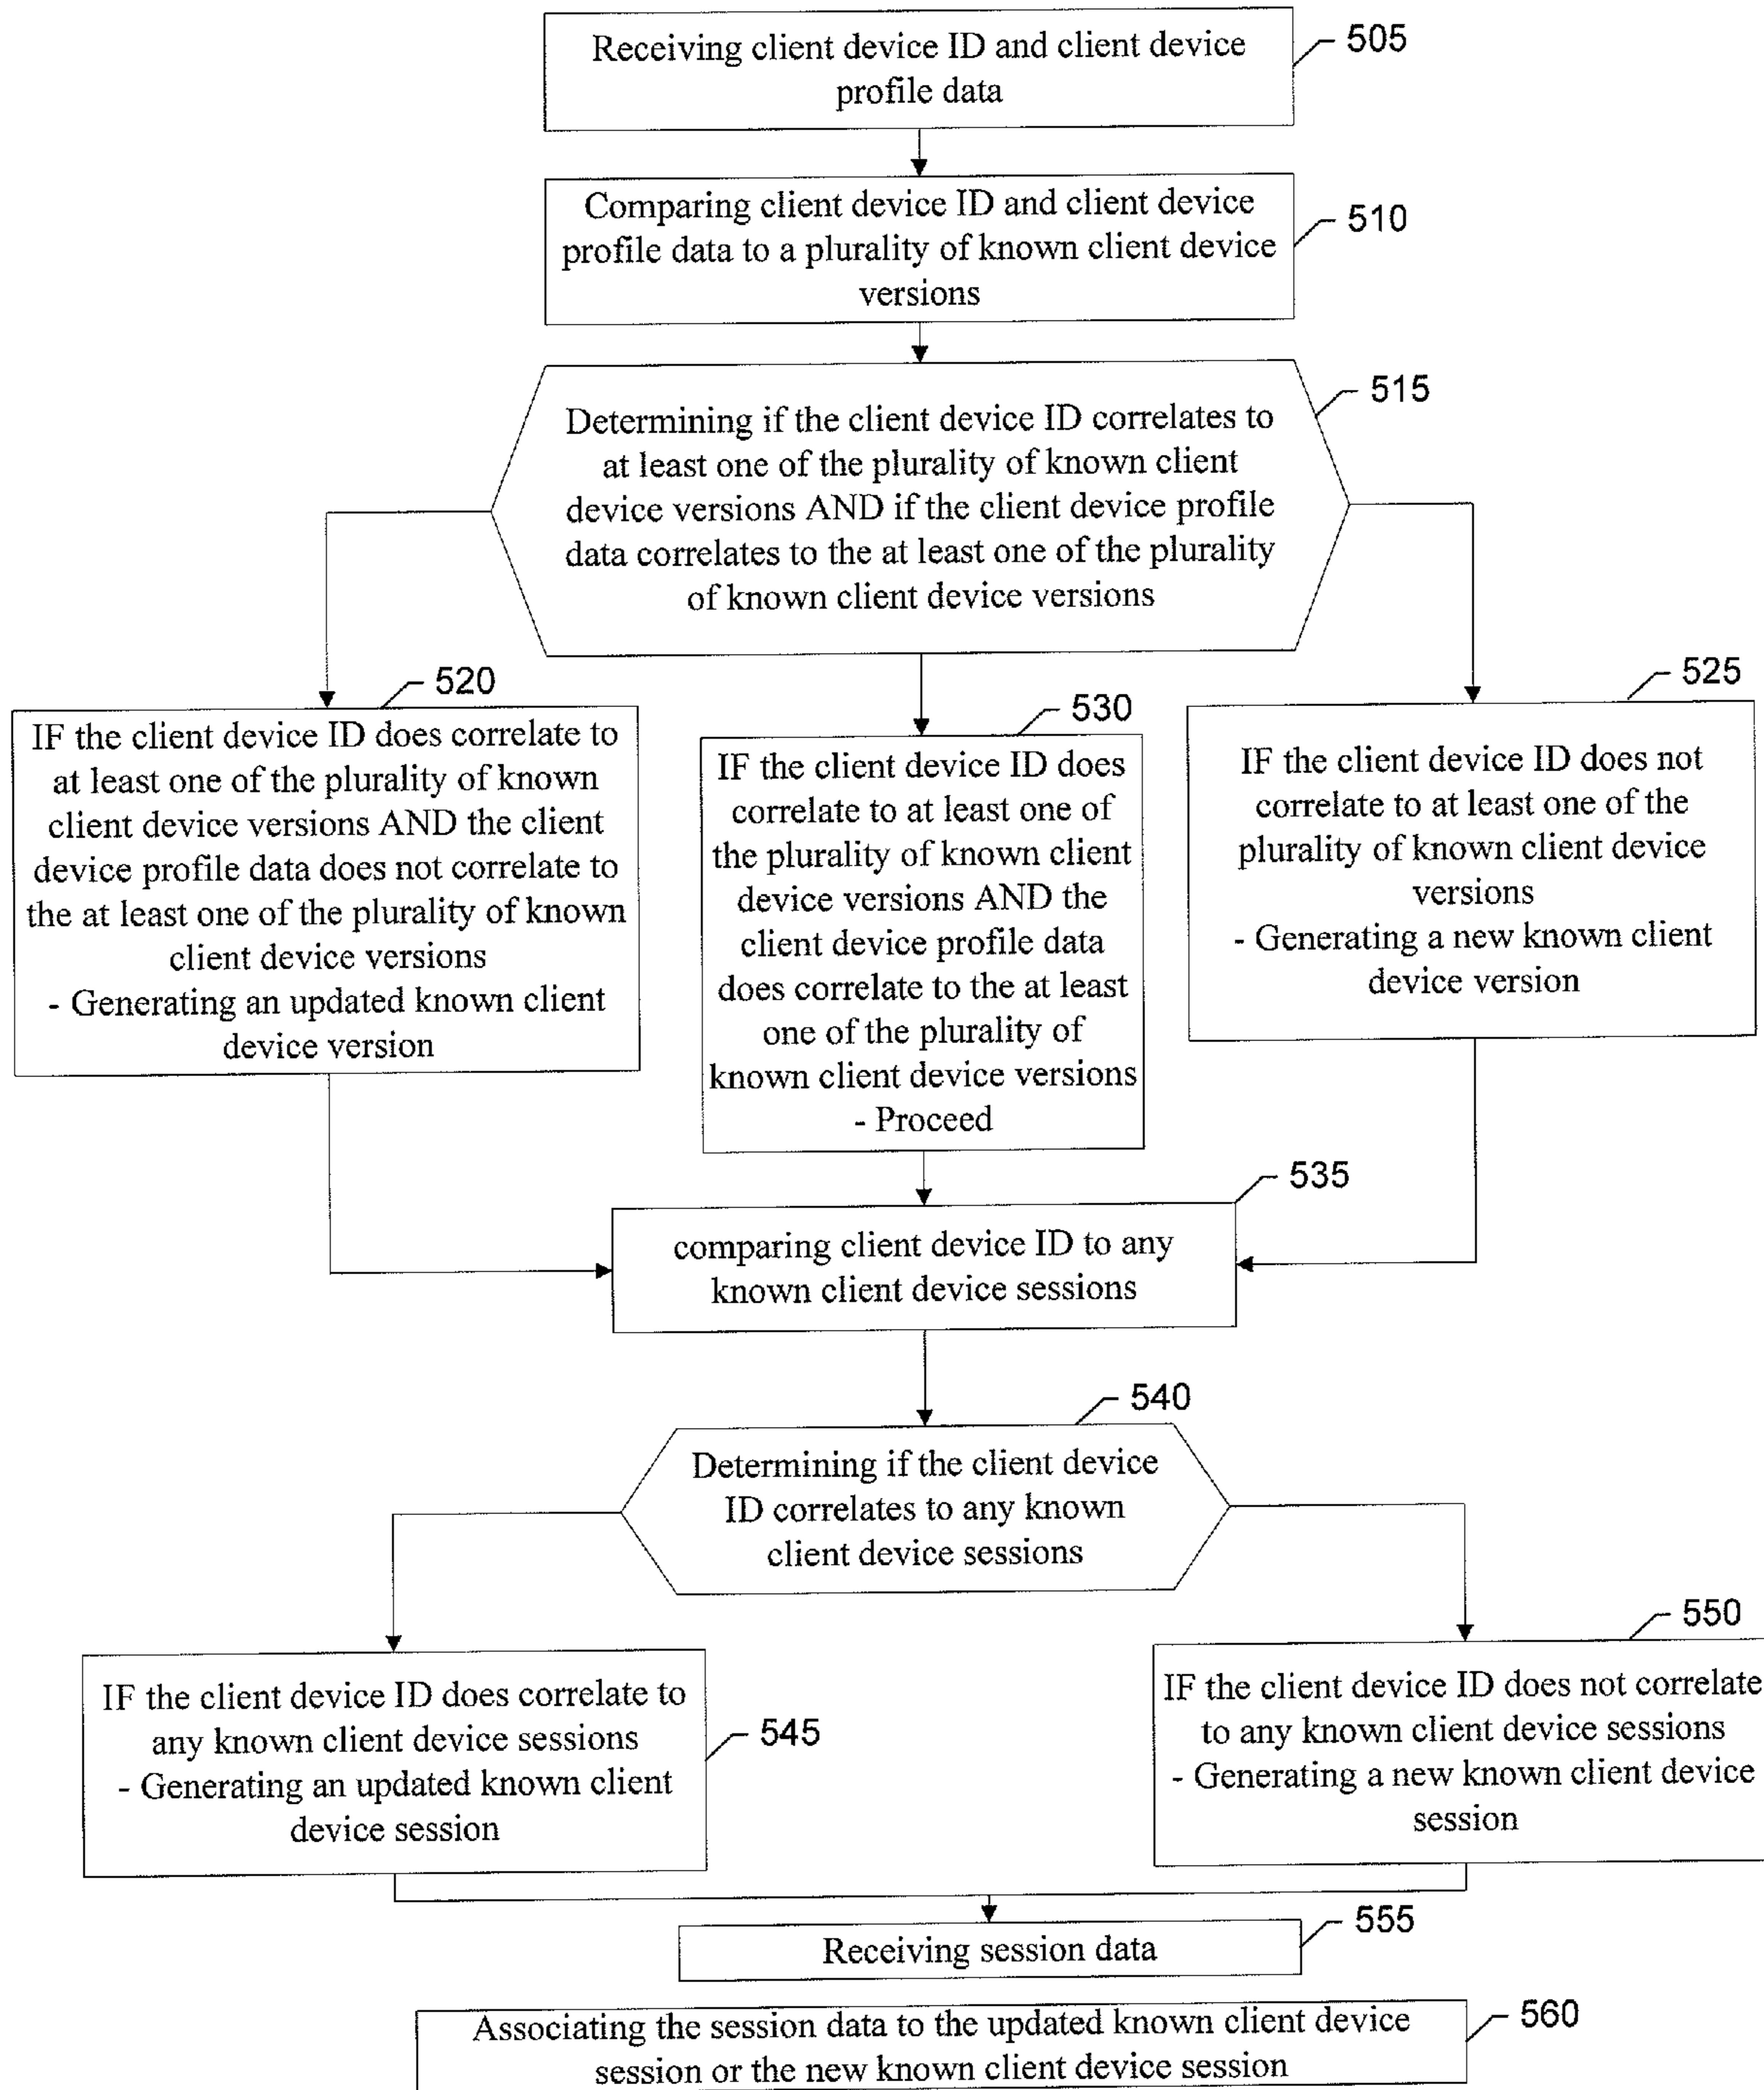 Receiving client device ID and client device
profile data
505
Comparing client device ID and client device
profile data to a plurality of known client device
versions
510
Determining if the client device ID correlates to
at least one of the plurality of known client
device versions AND if the client device profile
data correlates to the at least one of the plurality
of known client device versions
515
520
IF the client device ID does correlate to
at least one of the plurality of known
client device versions AND the client
device profile data does not correlate to
the at least one of the plurality of known
client device versions
- Generating an updated known client
device version
530
IF the client device ID does
correlate to at least one of
the plurality of known client
device versions AND the
client device profile data
does correlate to the at least
one of the plurality of
known client device versions
- Proceed
525
IF the client device ID does not
correlate to at least one of the
plurality of known client device
versions
- Generating a new known client
device version
535
comparing client device ID to any
known client device sessions
540
Determining if the client device
ID correlates to any known
client device sessions
IF the client device ID does correlate to
any known client device sessions
- Generating an updated known client
device session
545
550
IF the client device ID does not correlate
to any known client device sessions
- Generating a new known client device
session
555
Receiving session data
Associating the session data to the updated known client device
session or the new known client device session
560